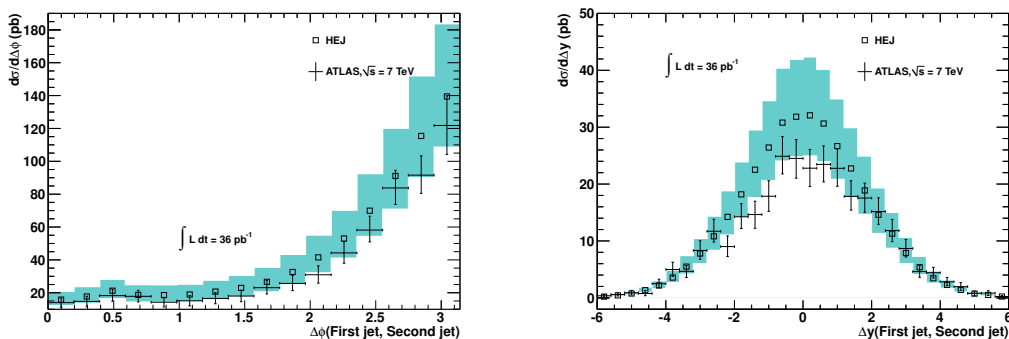 dσ/dΔφ (pb)
180
160
140
120
100
80
60
40
20
HEJ
ATLAS,√s = 7 TeV
∫ L dt = 36 pb⁻¹
0 0.5 1 1.5 2 2.5 3
Δφ(First jet, Second jet)
dσ/dΔy (pb)
50
40
30
20
10
0
∫ L dt = 36 pb⁻¹
HEJ
ATLAS,√s = 7 TeV
-6 -4 -2 0 2 4 6
Δy(First jet, Second jet)